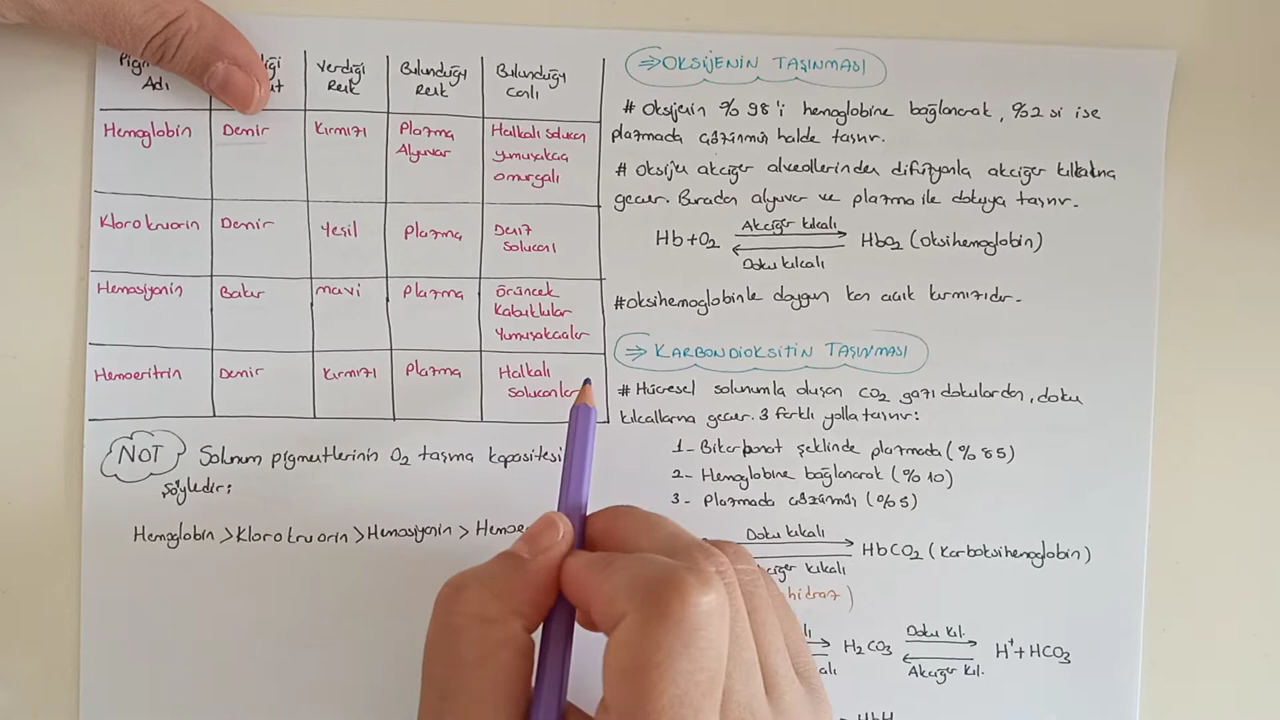 Adı
Verdiği
Renk
Bulunduğu
Renk
Bulunduğu
Canlı
Hemoglobin
Demir
Kırmızı
Plazma
Alyuvar
Halkalı solucan
yumuşakça
omurgalı
Klorokruorin
Demir
Yeşil
Plazma
Deniz
Solucanı
Hemosiyanin
Bakır
mavi
Plazma
örümcek
Kabuklular
Yumuşakçalar
Hemoeritrin
Demir
Kırmızı
Plazma
Halkalı
Solucanlar
NOT
Solunum pigmentlerinin O2 taşıma kapasitesi
şöyledir:
Hemoglobin > Klorokruorin > Hemosiyanin >
⇒ OKSİJENİN TAŞINMASI
# Oksijenin % 98'i hemoglobine bağlanarak, %2 si ise
plazmada çözünmüş halde taşınır.
# Oksijen akciğer alveollerinden difüzyonla akciğer kılcalına
geçer. Buradan alyuvar ve plazma ile dokuya taşınır.
Hb+O2
Akciğer kılcalı
Doku kılcalı
HbO2 (oksihemoglobin)
#oksihemoglobinle doygun kan açık kırmızıdır.
⇒ KARBONDİOKSİTİN TAŞINMASI
# Hücresel solunumla oluşan CO2 gazı dokulardan, doku
kılcallarına geçer. 3 farklı yolla taşınır:
1- Bikarbonat şeklinde plazmada (% 85)
2- Hemoglobine bağlanarak (% 10)
3- Plazmada çözünmüş (% 5)
Doku kılcalı
kılcalı
HbCO2 (Karboksihemoglobin)
H2CO3
Doku kıl.
Akciğer kıl.
H+ + HCO3